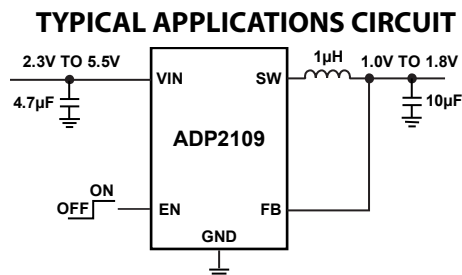 TYPICAL APPLICATIONS CIRCUIT
2.3V TO 5.5V
1µH
1.0V TO 1.8V
VIN
SW
4.7µF
10µF
ADP2109
ON
OFF
EN
FB
GND